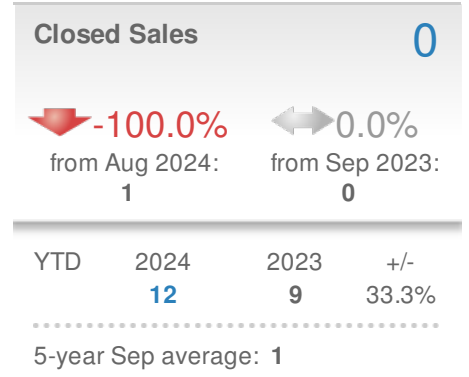 Closed Sales 0
-100.0% 0.0%
from Aug 2024: from Sep 2023:
1 0
YTD 2024 2023 +/-
12 9 33.3%
5-year Sep average: 1